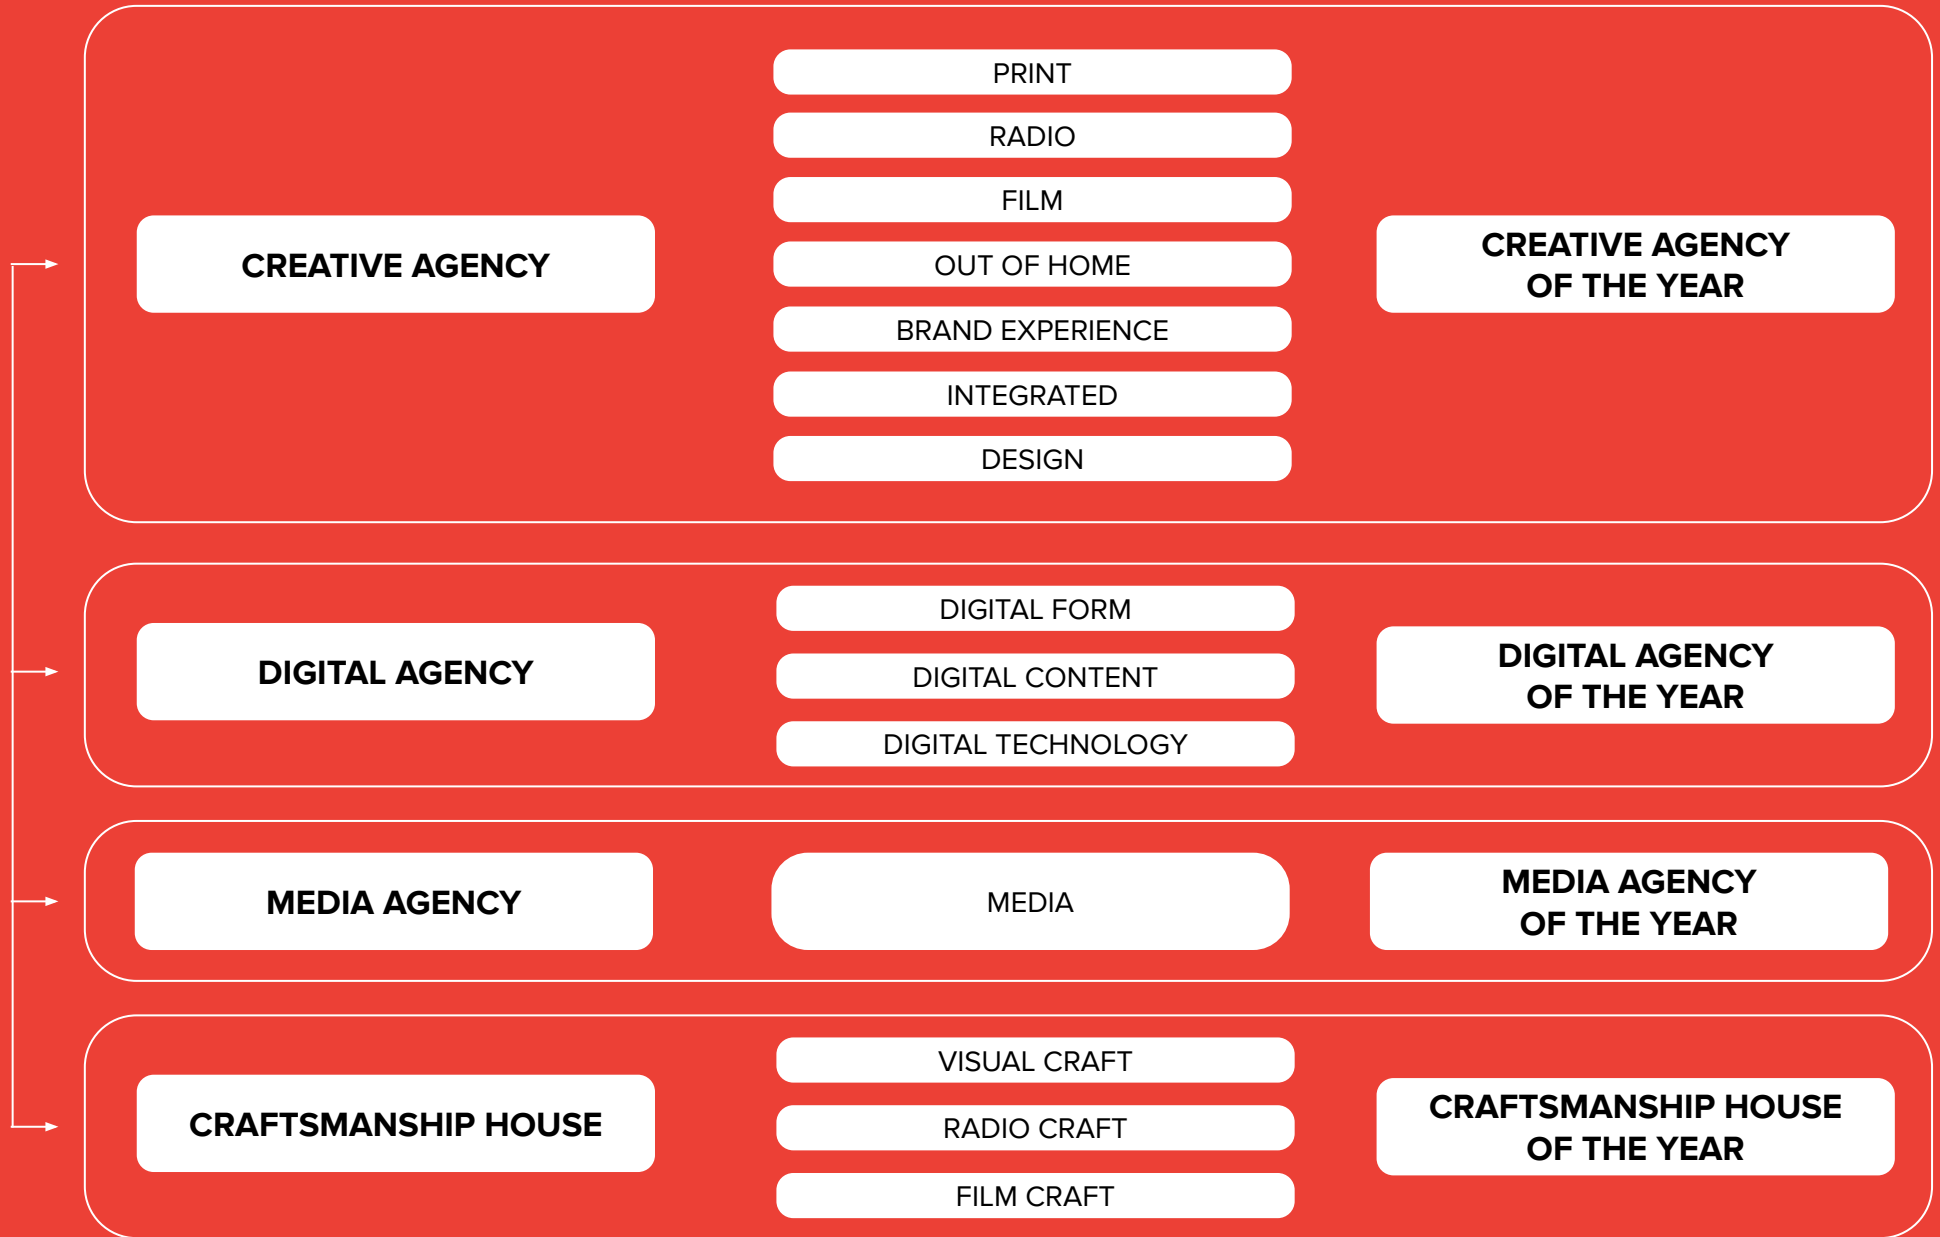 CREATIVE AGENCY
PRINT
RADIO
FILM
OUT OF HOME
BRAND EXPERIENCE
INTEGRATED
DESIGN
CREATIVE AGENCY
OF THE YEAR
DIGITAL AGENCY
DIGITAL FORM
DIGITAL CONTENT
DIGITAL TECHNOLOGY
DIGITAL AGENCY
OF THE YEAR
MEDIA AGENCY
MEDIA
MEDIA AGENCY
OF THE YEAR
CRAFTSMANSHIP HOUSE
VISUAL CRAFT
RADIO CRAFT
FILM CRAFT
CRAFTSMANSHIP HOUSE
OF THE YEAR